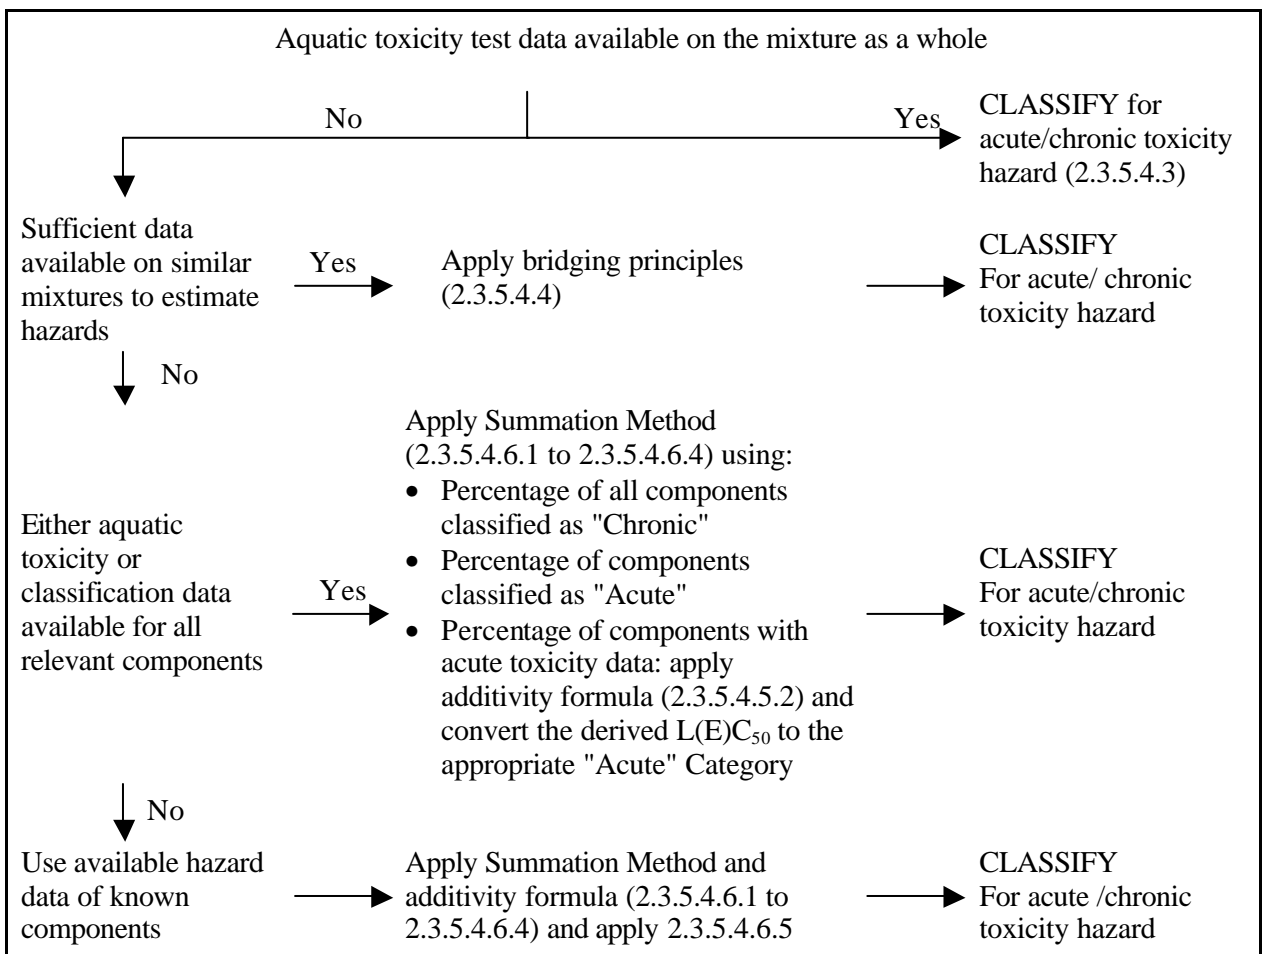 Aquatic toxicity test data available on the mixture as a whole
No
Yes
CLASSIFY for
acute/chronic toxicity
hazard (2.3.5.4.3)
Sufficient data
available on similar
mixtures to estimate
hazards
Yes
Apply bridging principles
(2.3.5.4.4)
CLASSIFY
For acute/ chronic
toxicity hazard
No
Either aquatic
toxicity or
classification data
available for all
relevant components
Yes
Apply Summation Method
(2.3.5.4.6.1 to 2.3.5.4.6.4) using:
• Percentage of all components
classified as "Chronic"
• Percentage of components
classified as "Acute"
• Percentage of components with
acute toxicity data: apply
additivity formula (2.3.5.4.5.2) and
convert the derived L(E)C₅₀ to the
appropriate "Acute" Category
CLASSIFY
For acute/chronic
toxicity hazard
No
Use available hazard
data of known
components
Apply Summation Method and
additivity formula (2.3.5.4.6.1 to
2.3.5.4.6.4) and apply 2.3.5.4.6.5
CLASSIFY
For acute /chronic
toxicity hazard